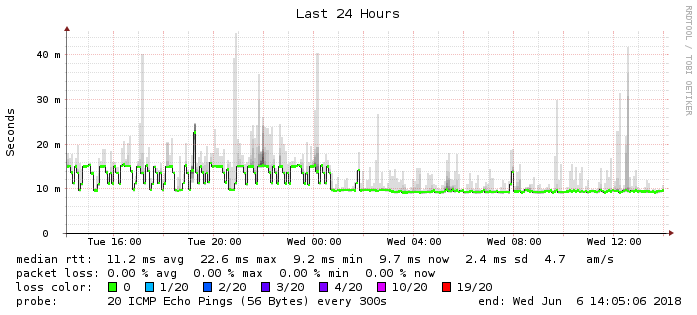 Last 24 Hours
RRDTOOL / TOBI OETIKER
Seconds
40 m
30 m
20 m
10 m
0
Tue 16:00 Tue 20:00 Wed 00:00 Wed 04:00 Wed 08:00 Wed 12:00
median rtt: 11.2 ms avg 22.6 ms max 9.2 ms min 9.7 ms now 2.4 ms sd 4.7 am/s
packet loss: 0.00 % avg 0.00 % max 0.00 % min 0.00 % now
loss color: 0 1/20 2/20 3/20 4/20 10/20 19/20
probe: 20 ICMP Echo Pings (56 Bytes) every 300s end: Wed Jun 6 14:05:06 2018